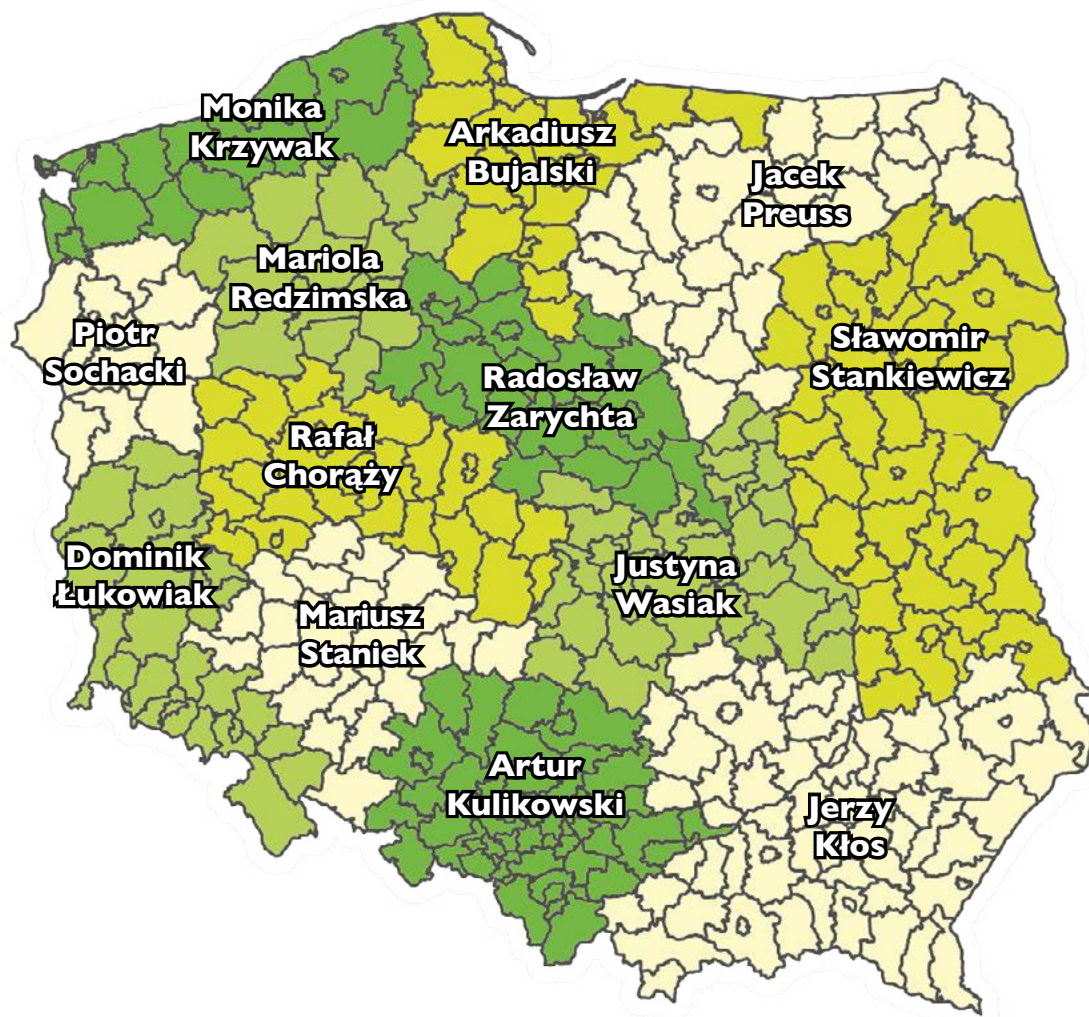 Monika
Krzywak
Arkadiusz
Bujalski
Jacek
Preuss
Mariola
Redzimska
Piotr
Sochacki
Sławomir
Stankiewicz
Radosław
Zarychta
Rafał
Chorąży
Dominik
Łukowiak
Justyna
Wasiak
Mariusz
Staniek
Artur
Kulikowski
Jerzy
Kłos